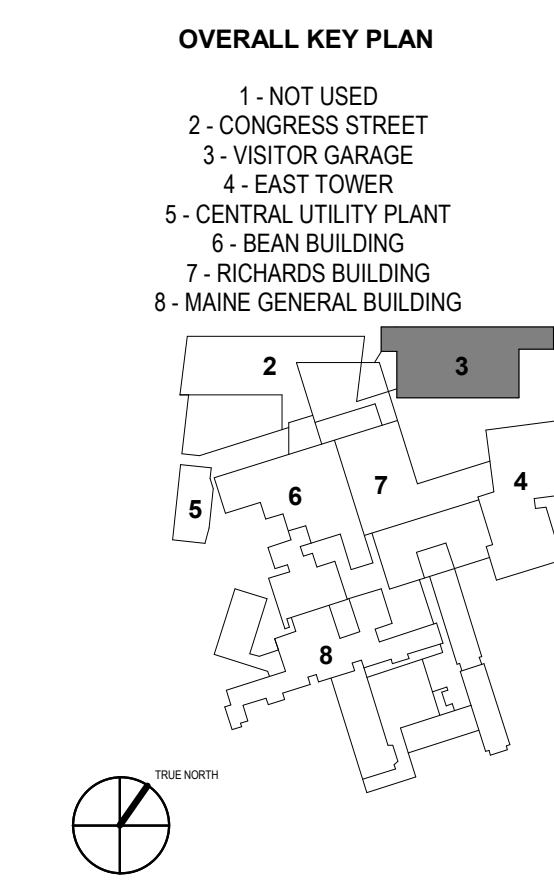 OVERALL KEY PLAN
1 - NOT USED
2 - CONGRESS STREET
3 - VISITOR GARAGE
4 - EAST TOWER
5 - CENTRAL UTILITY PLANT
6 - BEAN BUILDING
7 - RICHARDS BUILDING
8 - MAINE GENERAL BUILDING
2
3
7
4
6
5
8
TRUE NORTH